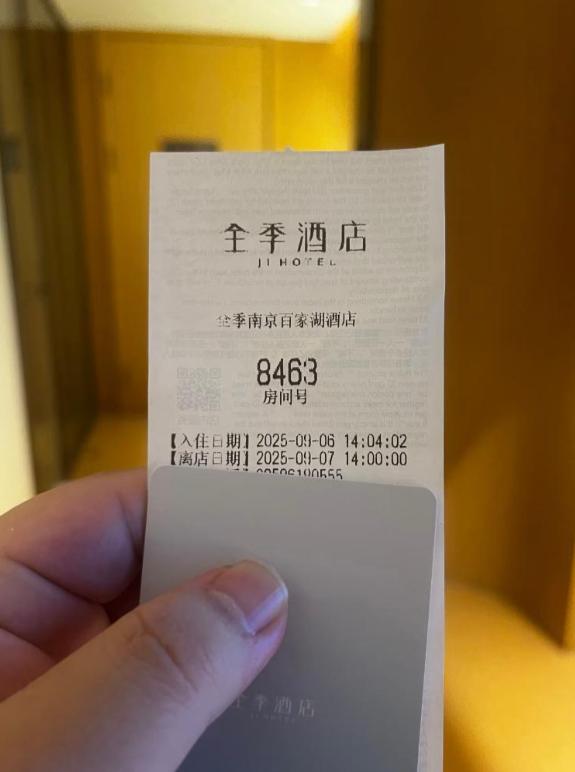 全季酒店
JI HOTEL
全季南京百家湖酒店
8463
房间号
【入住日期】2025-09-06 14:04:02
【离店日期】2025-09-07 14:00:00
全季酒店
JI HOTEL